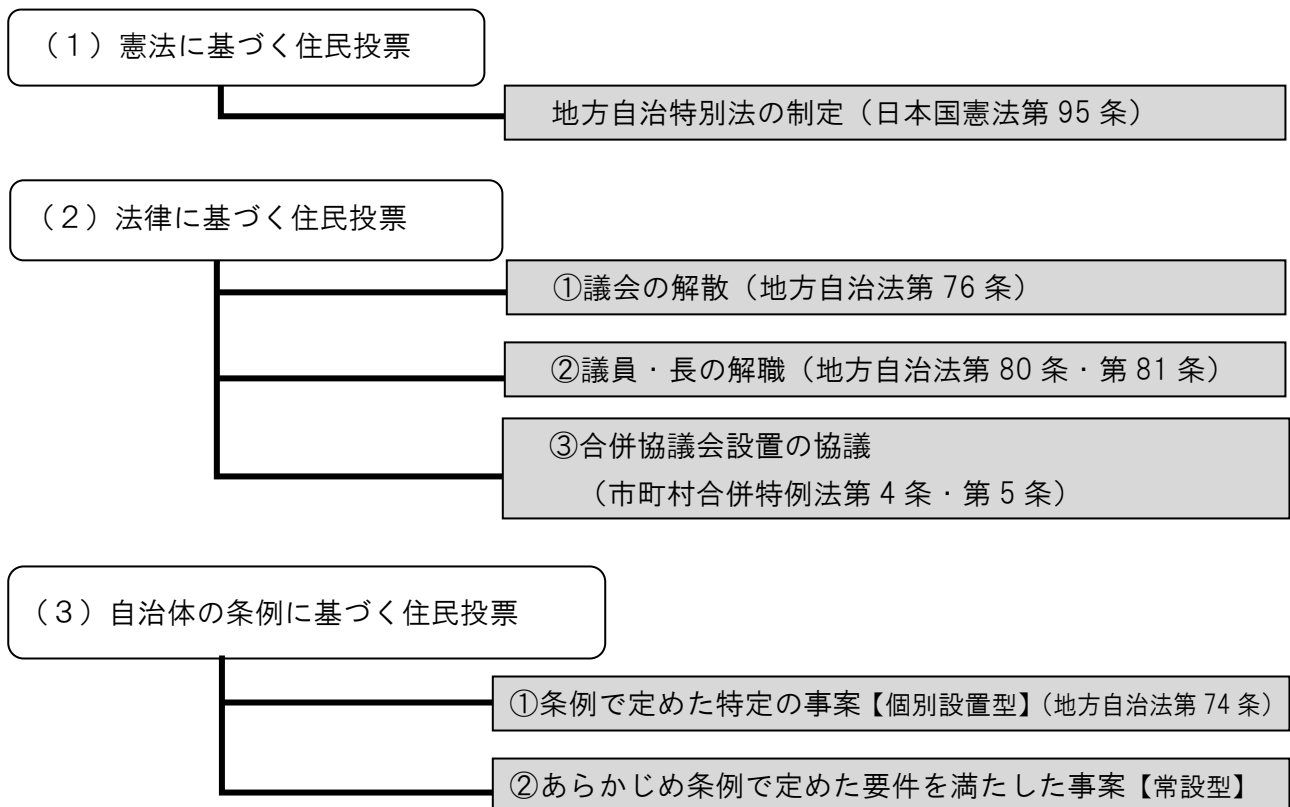 （１）憲法に基づく住民投票
地方自治特別法の制定（日本国憲法第 95 条）
（２）法律に基づく住民投票
①議会の解散（地方自治法第 76 条）
②議員・長の解職（地方自治法第 80 条・第 81 条）
③合併協議会設置の協議
（市町村合併特例法第 4 条・第 5 条）
（３）自治体の条例に基づく住民投票
①条例で定めた特定の事案【個別設置型】（地方自治法第 74 条）
②あらかじめ条例で定めた要件を満たした事案【常設型】